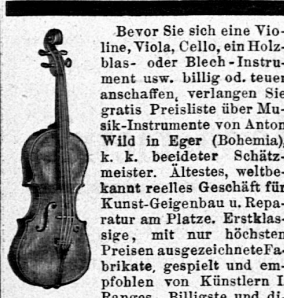 Bevor Sie sich eine Vio-
line, Viola, Cello, ein Holz-
blas- oder Blech-Instru-
ment usw. billig od. teuer
anschaffen, verlangen Sie
gratis Preisliste über Mu-
sik-Instrumente von Anton
Wild in Eger (Bohemia),
k. k. beeideter Schätz-
meister. Ältestes, weltbe-
kannt reelles Geschäft für
Kunst-Geigenbau u. Repa-
ratur am Platze. Erstklas-
sige, mit nur höchsten
Preisen ausgezeichnete Fa-
brikate, gespielt und em-
pfohlen von Künstlern I.
Ranges. Billigste und di-